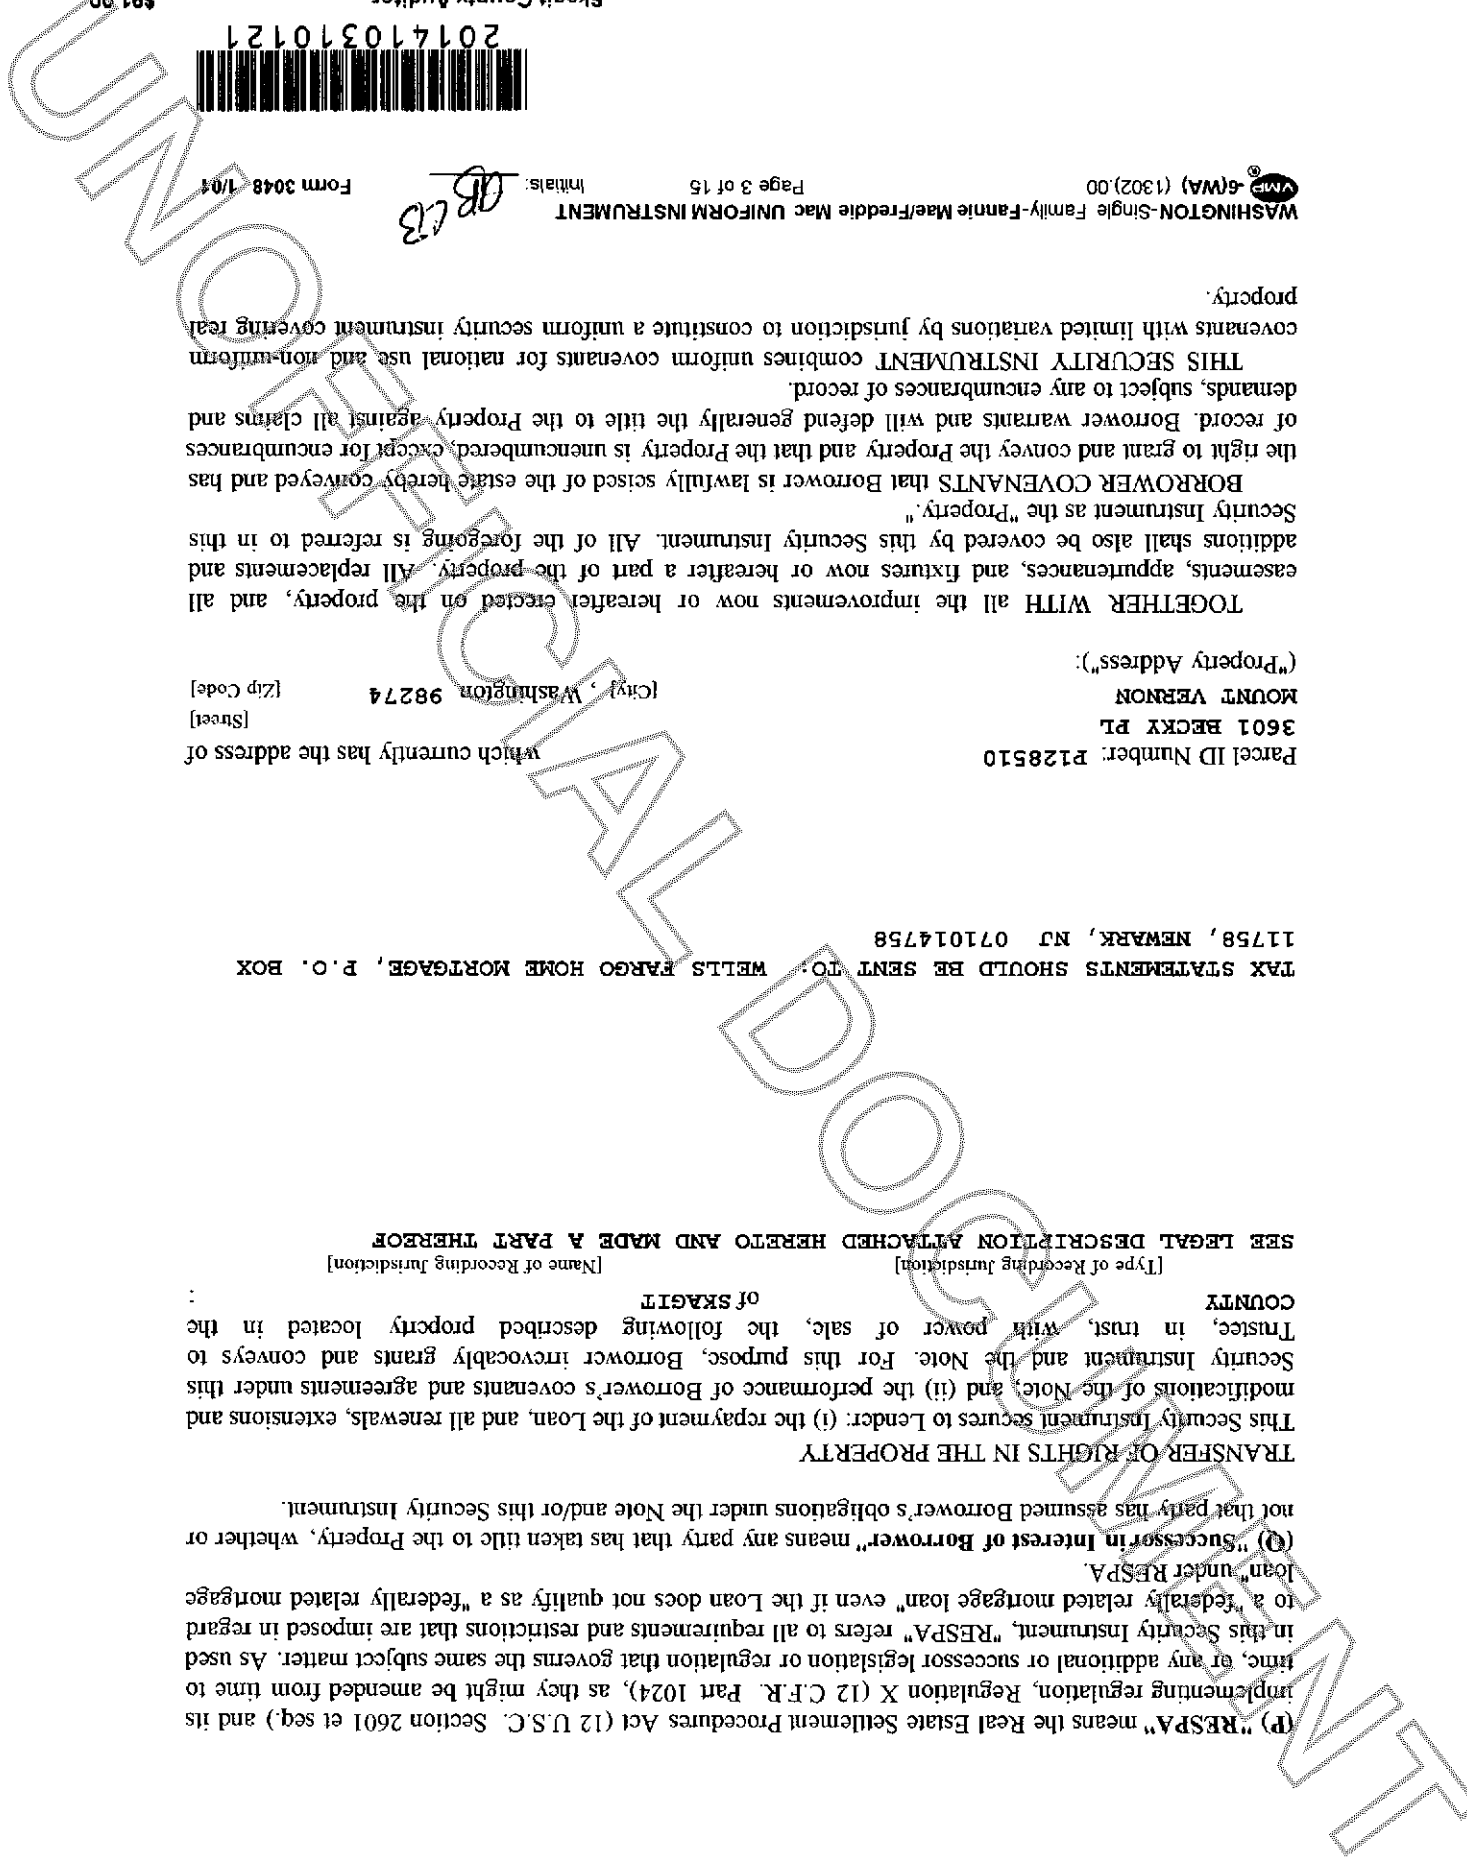 (P) "RESPA" means the Real Estate Settlement Procedures Act (12 U.S.C. Section 2601 et seq.) and its
implementing regulation, Regulation X (12 C.F.R. Part 1024), as they might be amended from time to
time, or any additional or successor legislation or regulation that governs the same subject matter. As used
in this Security Instrument, "RESPA" refers to all requirements and restrictions that are imposed in regard
to a "federally related mortgage loan" even if the Loan does not qualify as a "federally related mortgage
loan" under RESPA.
(Q) "Successor in Interest of Borrower" means any party that has taken title to the Property, whether or
not that party has assumed Borrower's obligations under the Note and/or this Security Instrument.
TRANSFER OF RIGHTS IN THE PROPERTY
This Security Instrument secures to Lender: (i) the repayment of the Loan, and all renewals, extensions and
modifications of the Note; and (ii) the performance of Borrower's covenants and agreements under this
Security Instrument and the Note. For this purpose, Borrower irrevocably grants and conveys to
Trustee, in trust, with power of sale, the following described property located in the
COUNTY of SKAGIT :
[Type of Recording Jurisdiction] [Name of Recording Jurisdiction]
SEE LEGAL DESCRIPTION ATTACHED HERETO AND MADE A PART THEREOF
TAX STATEMENTS SHOULD BE SENT TO: WELLS FARGO HOME MORTGAGE, P.O. BOX
11758, NEWARK, NJ 071014758
Parcel ID Number: P128510 which currently has the address of
3601 BECKY PL [Street]
MOUNT VERNON [City] , Washington 98274 [Zip Code]
("Property Address"):
TOGETHER WITH all the improvements now or hereafter erected on the property, and all
easements, appurtenances, and fixtures now or hereafter a part of the property. All replacements and
additions shall also be covered by this Security Instrument. All of the foregoing is referred to in this
Security Instrument as the "Property."
BORROWER COVENANTS that Borrower is lawfully seised of the estate hereby conveyed and has
the right to grant and convey the Property and that the Property is unencumbered, except for encumbrances
of record. Borrower warrants and will defend generally the title to the Property against all claims and
demands, subject to any encumbrances of record.
THIS SECURITY INSTRUMENT combines uniform covenants for national use and non-uniform
covenants with limited variations by jurisdiction to constitute a uniform security instrument covering real
property.
WASHINGTON-Single Family-Fannie Mae/Freddie Mac UNIFORM INSTRUMENT
VMP ® -6(WA) (1302).00 Page 3 of 15 Initials: Form 3048 1/01
201410310121
Skagit County Auditor $91.00
UNOFFICIAL DOCUMENT